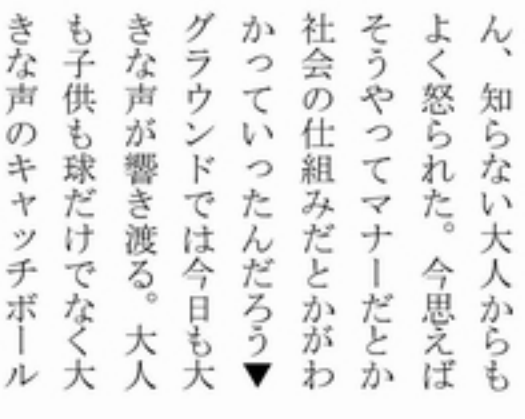 ん、知らない大人からも
よく怒られた。今思えば
そうやってマナーだとか
社会の仕組みだとかがわ
かっていったんだろう▼
グラウンドでは今日も大
きな声が響き渡る。大人
も子供も球だけでなく大
きな声のキャッチボール